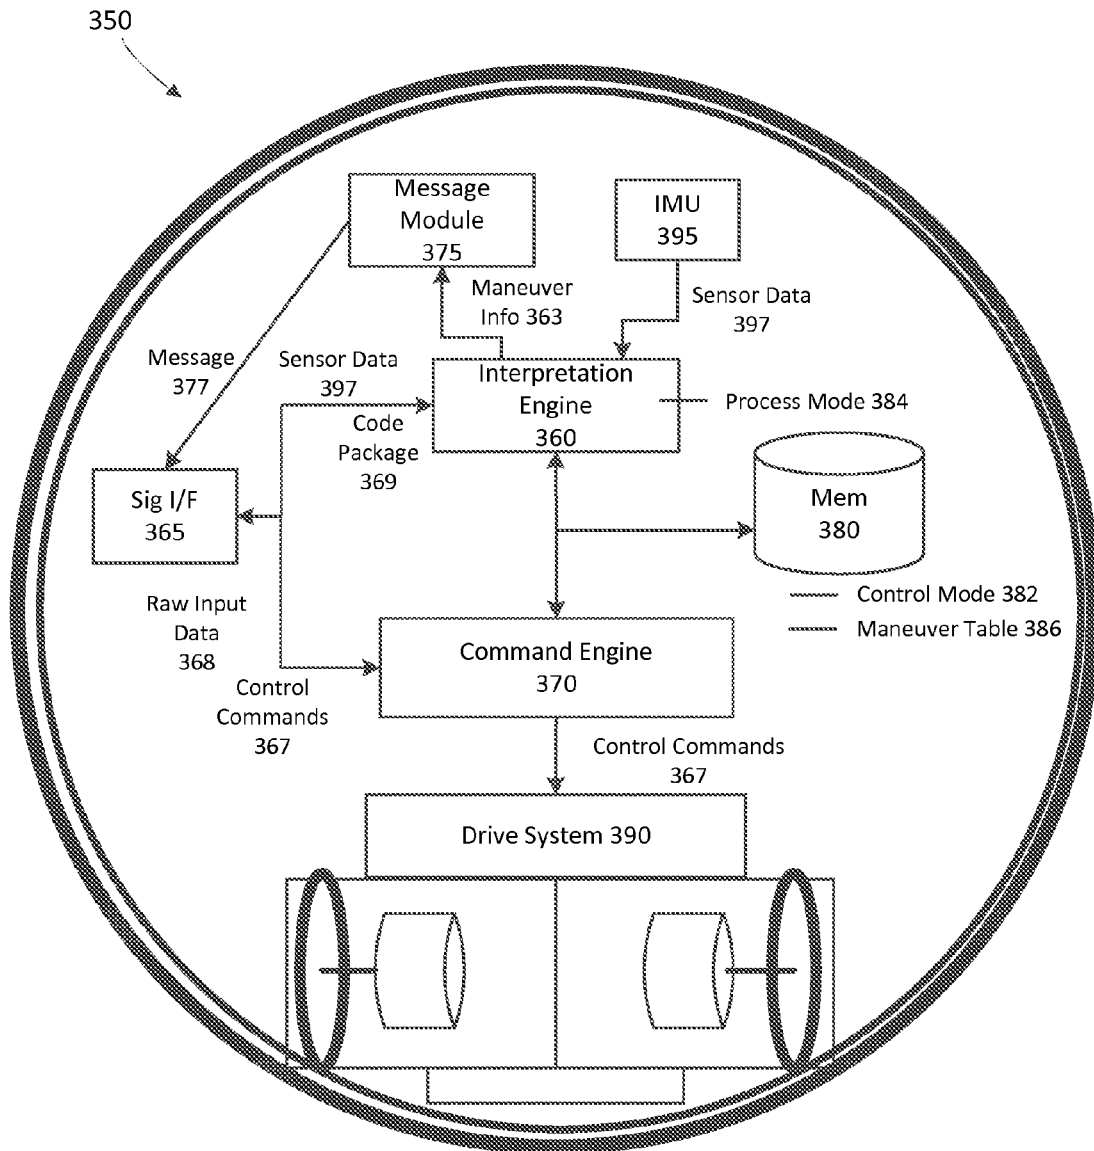 350
Message
Module
375
IMU
395
Maneuver
Info 363
Sensor Data
397
Message
377
Sensor Data
397
Interpretation
Engine
360
Process Mode 384
Code
Package
369
Sig I/F
365
Mem
380
Control Mode 382
Maneuver Table 386
Raw Input
Data
368
Command Engine
370
Control
Commands
367
Control Commands
367
Drive System 390